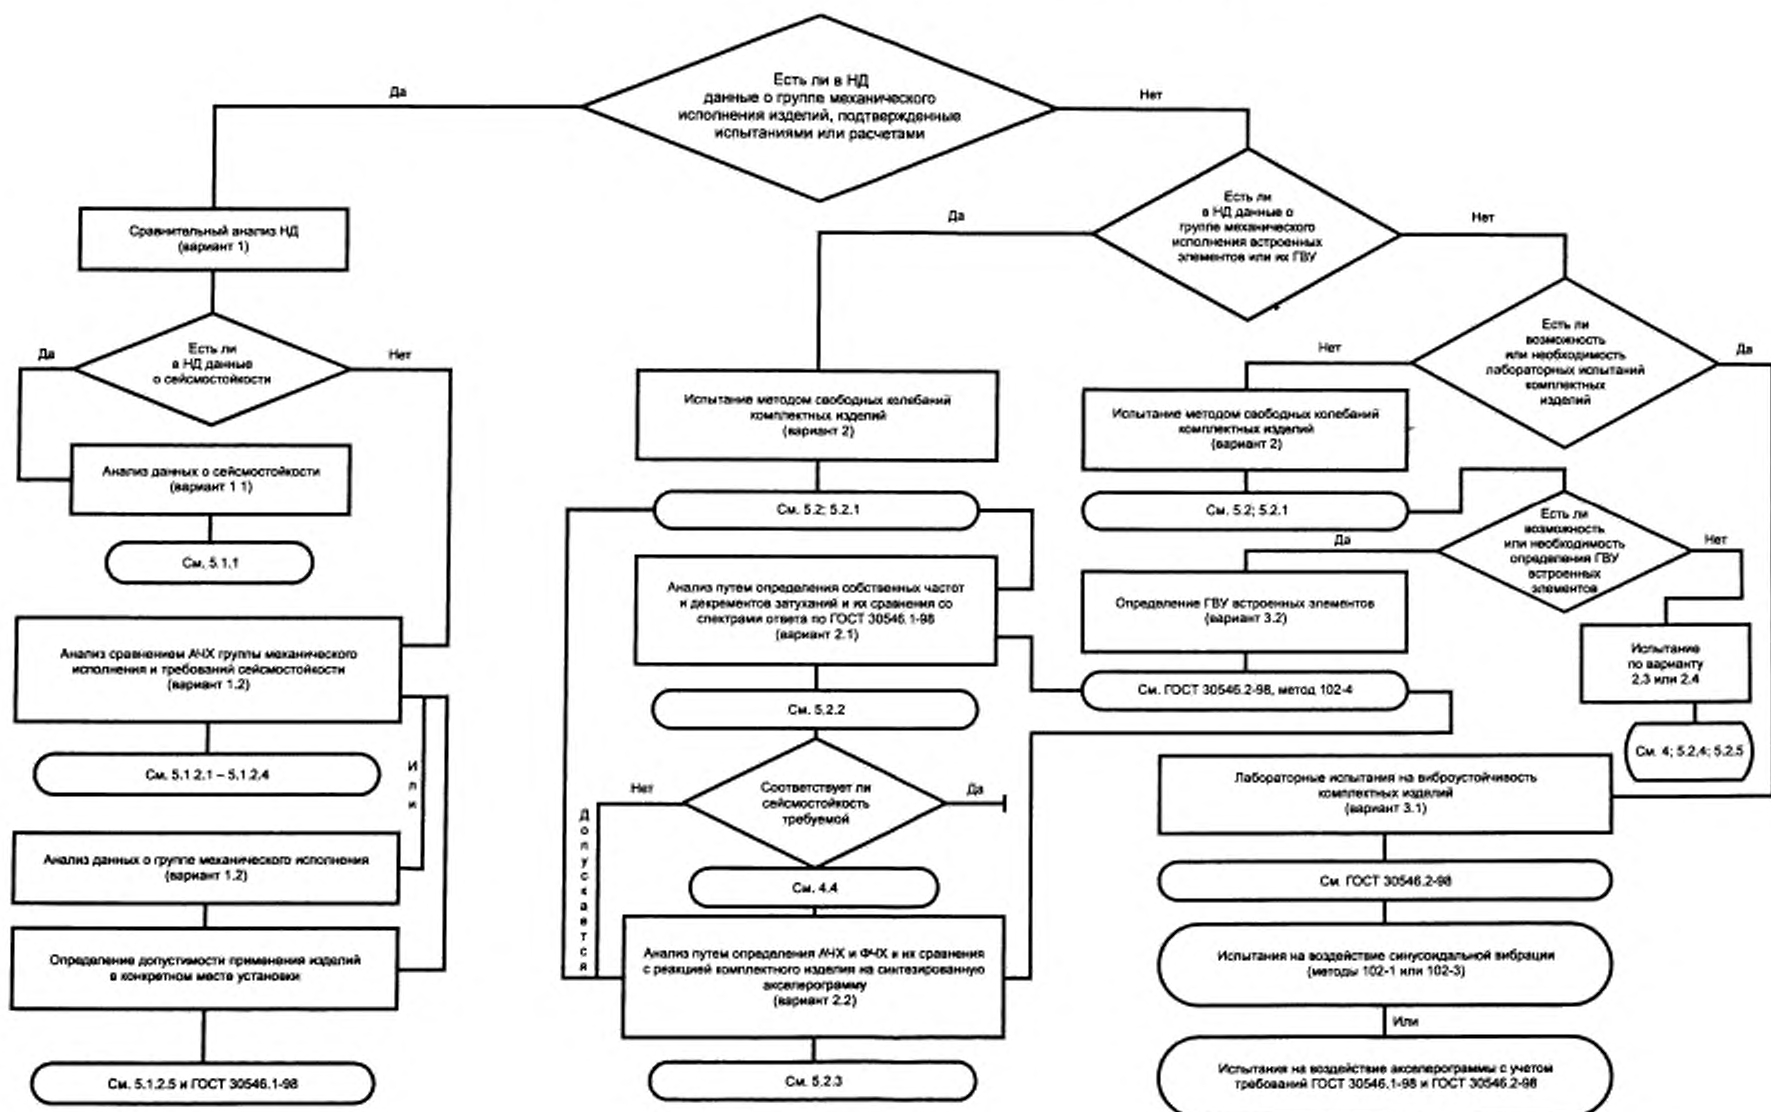 Есть ли в НД
данные о группе механического
исполнения изделий, подтвержденные
испытаниями или расчетами
Да
Нет
Сравнительный анализ НД
(вариант 1)
Есть ли
в НД данные
о сейсмостойкости
Да
Нет
Анализ данных о сейсмостойкости
(вариант 1 1)
См. 5.1.1
Анализ сравнением АЧХ группы механического
исполнения и требований сейсмостойкости
(вариант 1.2)
См. 5.1.2.1 – 5.1.2.4
Или
Анализ данных о группе механического исполнения
(вариант 1.2)
Определение допустимости применения изделий
в конкретном месте установки
См. 5.1.2.5 и ГОСТ 30546.1-98
Есть ли
в НД данные о
группе механического
исполнения встроенных
элементов или их ГВУ
Да
Нет
Испытание методом свободных колебаний
комплектных изделий
(вариант 2)
См. 5.2; 5.2.1
Анализ путем определения собственных частот
и декрементов затуханий и их сравнения со
спектрами ответа по ГОСТ 30546.1-98
(вариант 2.1)
См. 5.2.2
Соответствует ли
сейсмостойкость
требуемой
Нет
Да
Допускается
См. 4.4
Анализ путем определения АЧХ и ФЧХ и их сравнения
с реакцией комплектного изделия на синтезированную
акселерограмму
(вариант 2.2)
См. 5.2.3
Есть ли
возможность
или необходимость
лабораторных испытаний
комплектных
изделий
Нет
Да
Испытание методом свободных колебаний
комплектных изделий
(вариант 2)
См. 5.2; 5.2.1
Есть ли
возможность
или необходимость
определения ГВУ
встроенных
элементов
Да
Нет
Определение ГВУ встроенных элементов
(вариант 3.2)
См. ГОСТ 30546.2-98, метод 102-4
Испытание
по варианту
2.3 или 2.4
См. 4; 5.2.4; 5.2.5
Лабораторные испытания на виброустойчивость
комплектных изделий
(вариант 3.1)
См. ГОСТ 30546.2-98
Испытания на воздействие синусоидальной вибрации
(методы 102-1 или 102-3)
Или
Испытания на воздействие акселерограммы с учетом
требований ГОСТ 30546.1-98 и ГОСТ 30546.2-98